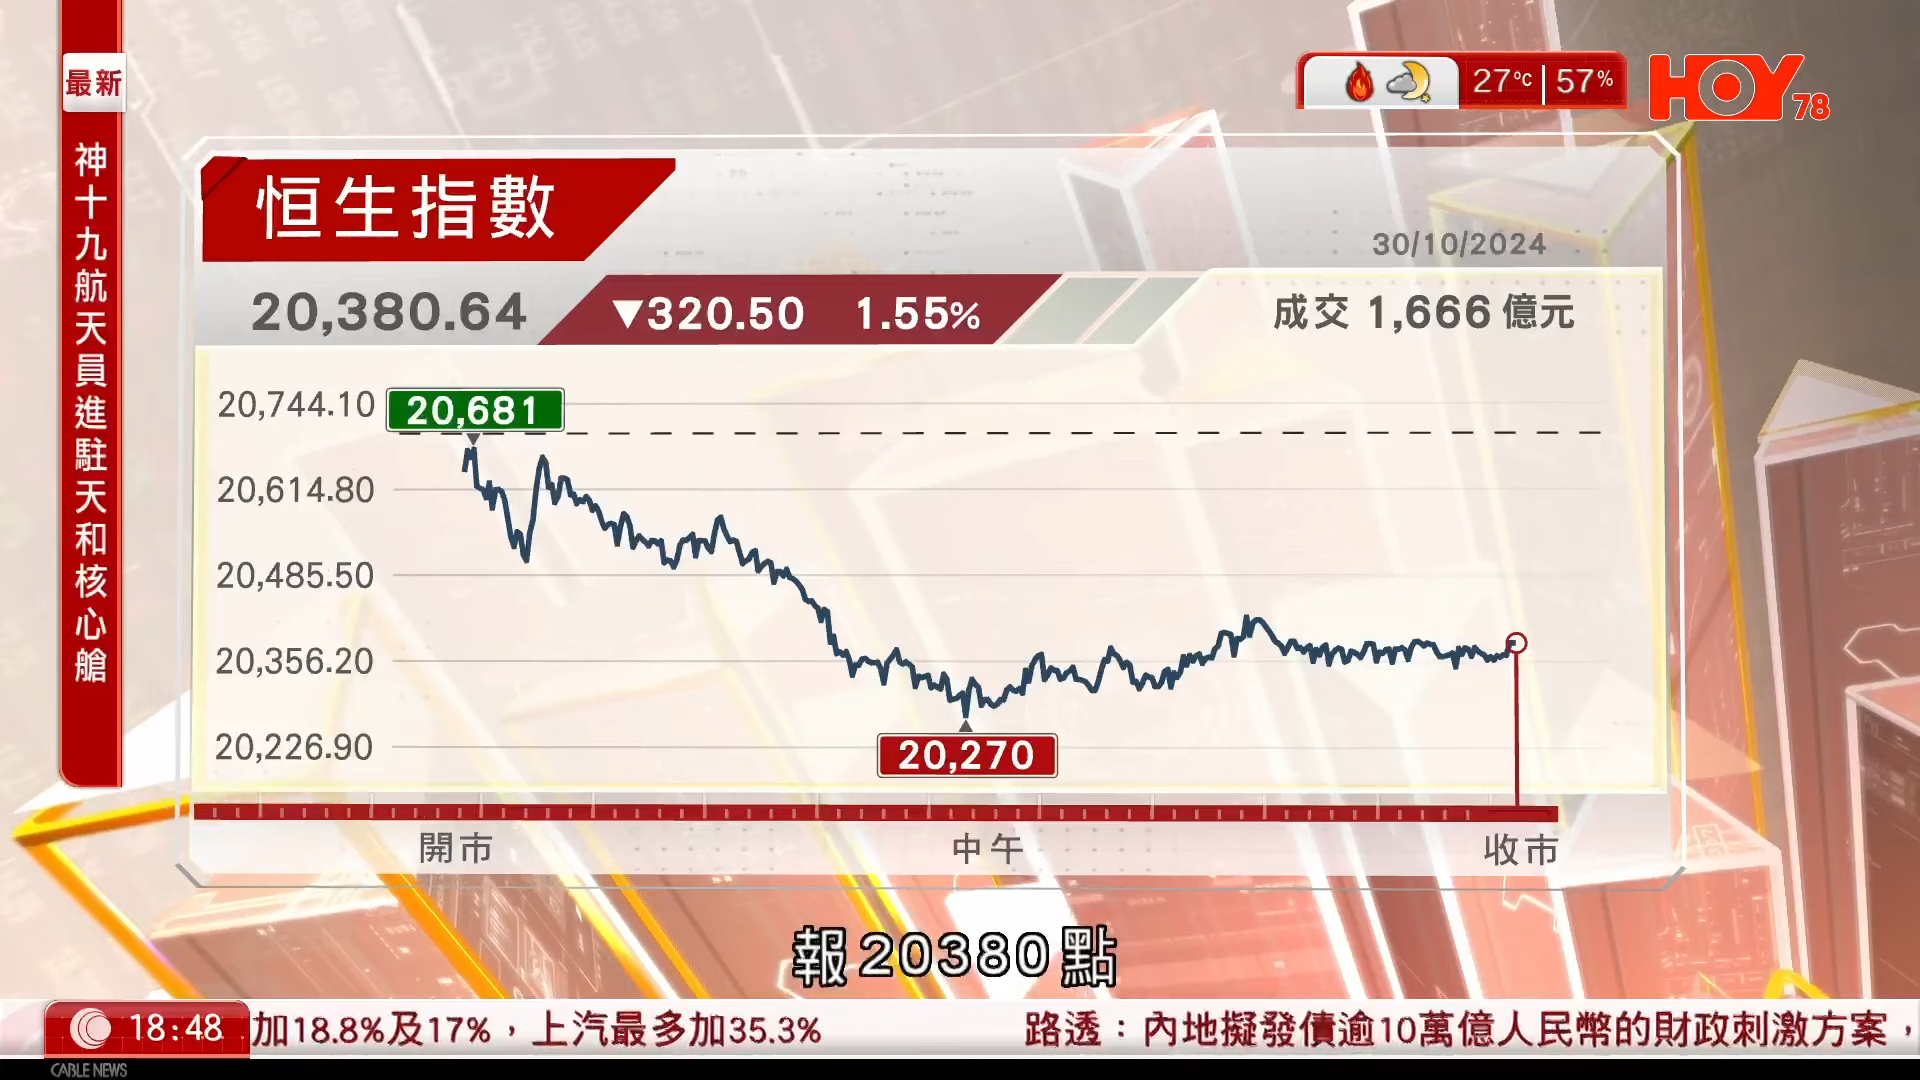 最新
神十九航天員進駐天和核心艙
27°C 57%
HOY 78
恒生指數
30/10/2024
20,380.64 ▼320.50 1.55% 成交 1,666 億元
20,744.10
20,681
20,614.80
20,485.50
20,356.20
20,226.90
20,270
開市 中午 收市
報20380點
18:48 加18.8%及17%，上汽最多加35.3% 路透：內地擬發債逾10萬億人民幣的財政刺激方案，
CABLE NEWS